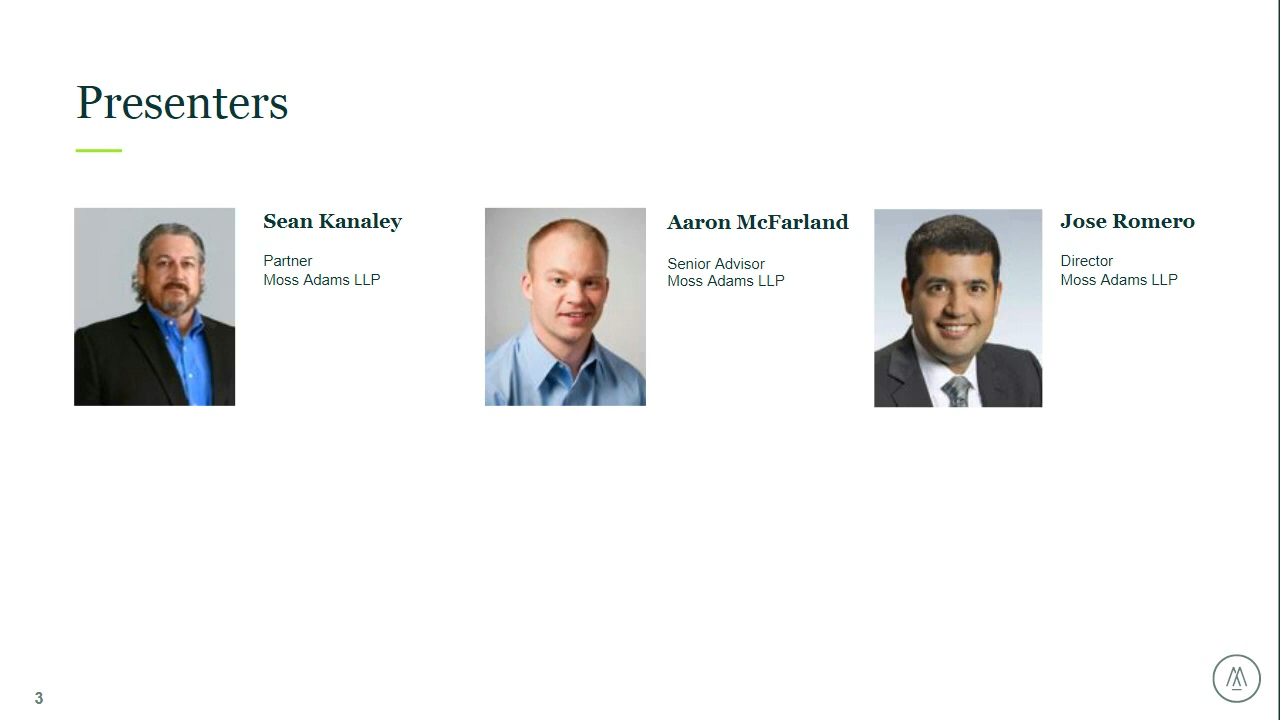 Presenters
Sean Kanaley
Partner
Moss Adams LLP
Aaron McFarland
Senior Advisor
Moss Adams LLP
Jose Romero
Director
Moss Adams LLP
3